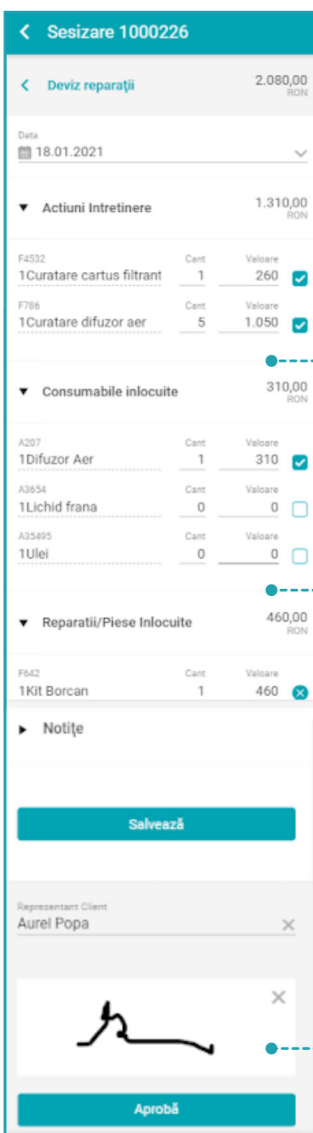 Sesizare 1000226
Deviz reparaţii 2.080,00
RON
Data
18.01.2021
Actiuni Intretinere 1.310,00
RON
F4532 Cant Valoare
1Curatare cartus filtrant 1 260
F786 Cant Valoare
1Curatare difuzor aer 5 1.050
Consumabile inlocuite 310,00
RON
A207 Cant Valoare
1Difuzor Aer 1 310
A3654 Cant Valoare
1Lichid frana 0 0
A35495 Cant Valoare
1Ulei 0 0
Reparatii/Piese Inlocuite 460,00
RON
F642 Cant Valoare
1Kit Borcan 1 460
Notiţe
Salvează
Reprezentant Client
Aurel Popa
Aprobă